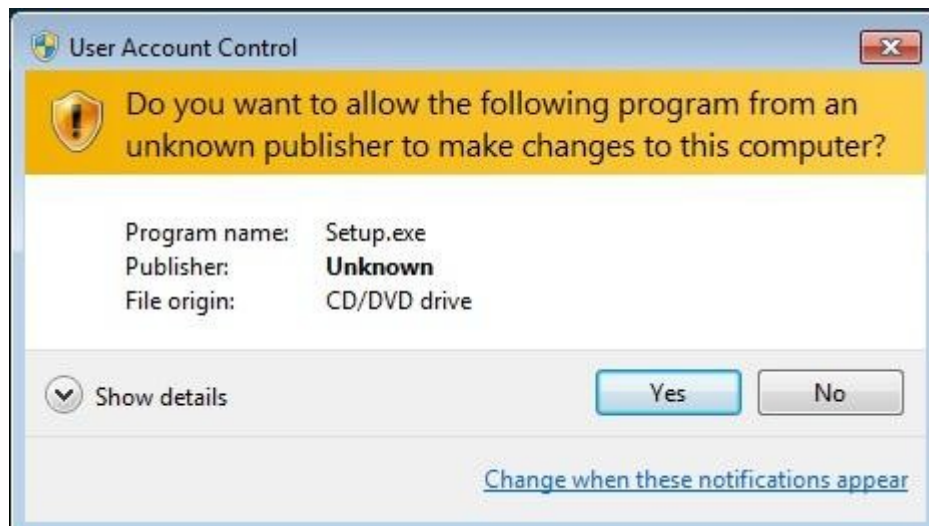 User Account Control
Do you want to allow the following program from an
unknown publisher to make changes to this computer?
Program name: Setup.exe
Publisher: Unknown
File origin: CD/DVD drive
Show details
Yes
No
Change when these notifications appear